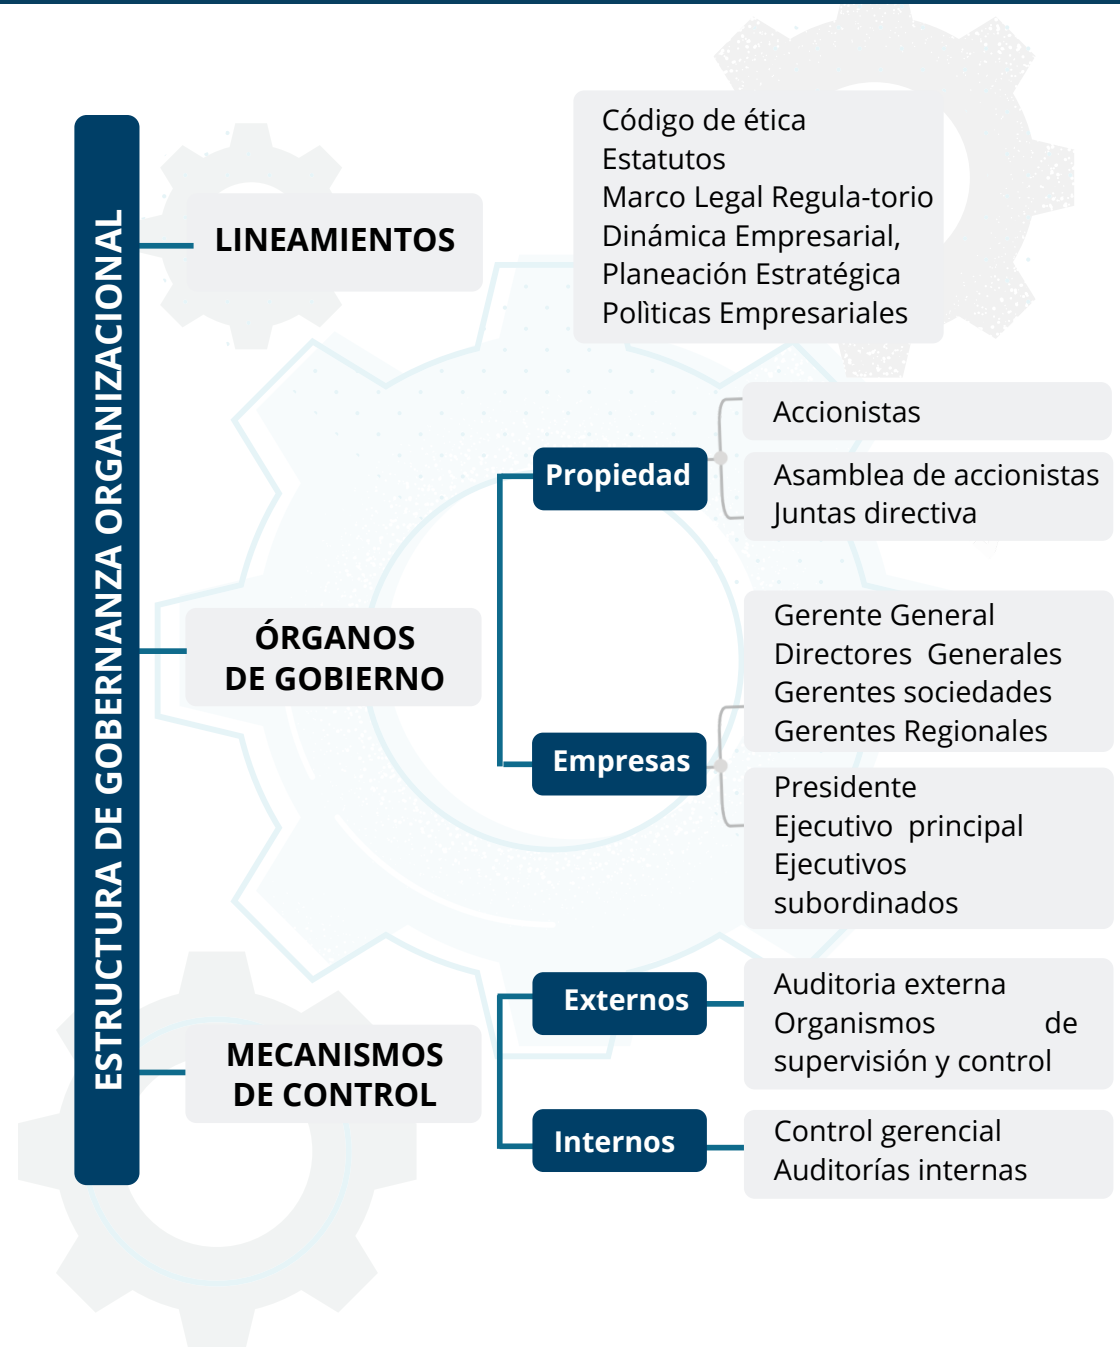 ESTRUCTURA DE GOBERNANZA ORGANIZACIONAL
LINEAMIENTOS
Código de ética
Estatutos
Marco Legal Regula-torio
Dinámica Empresarial,
Planeación Estratégica
Polìticas Empresariales
ÓRGANOS
DE GOBIERNO
Propiedad
Accionistas
Asamblea de accionistas
Juntas directiva
Empresas
Gerente General
Directores Generales
Gerentes sociedades
Gerentes Regionales
Presidente
Ejecutivo principal
Ejecutivos
subordinados
MECANISMOS
DE CONTROL
Externos
Auditoria externa
Organismos de
supervisión y control
Internos
Control gerencial
Auditorías internas